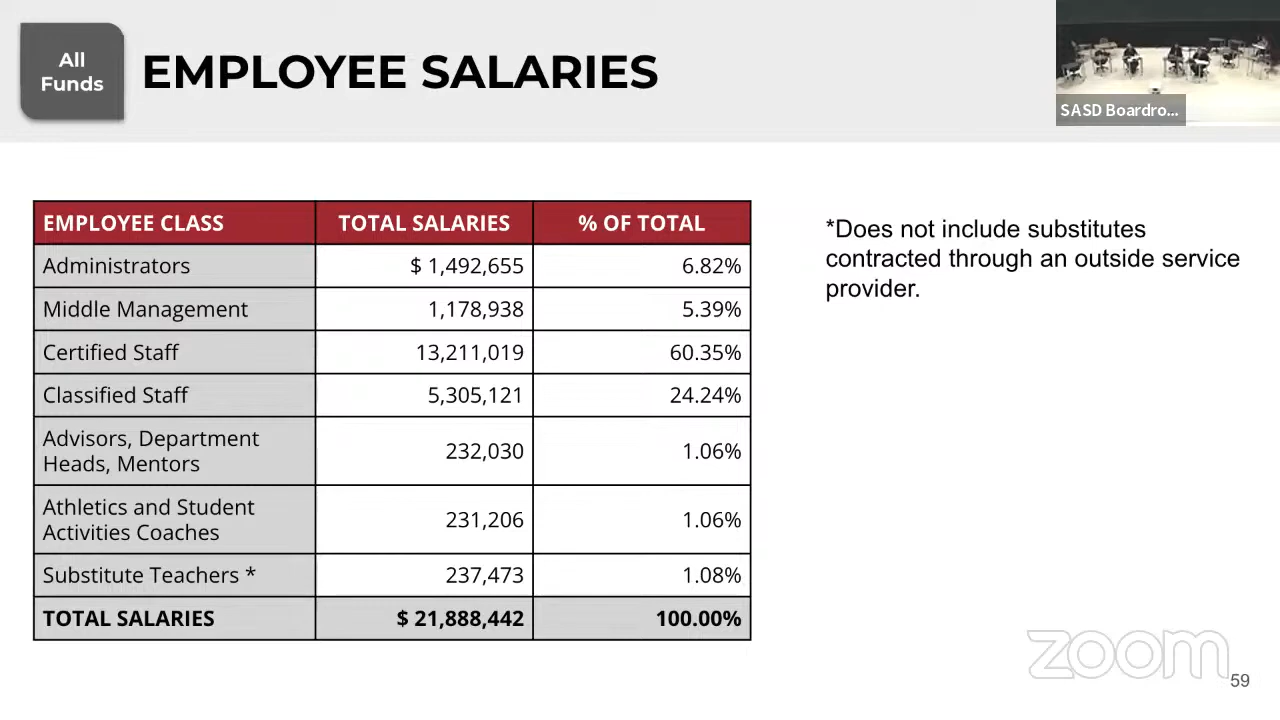 All
Funds
EMPLOYEE SALARIES
SASD Boardro...
EMPLOYEE CLASS TOTAL SALARIES % OF TOTAL
Administrators $ 1,492,655 6.82%
Middle Management 1,178,938 5.39%
Certified Staff 13,211,019 60.35%
Classified Staff 5,305,121 24.24%
Advisors, Department
Heads, Mentors 232,030 1.06%
Athletics and Student
Activities Coaches 231,206 1.06%
Substitute Teachers * 237,473 1.08%
TOTAL SALARIES $ 21,888,442 100.00%
*Does not include substitutes
contracted through an outside service
provider.
zoom
59